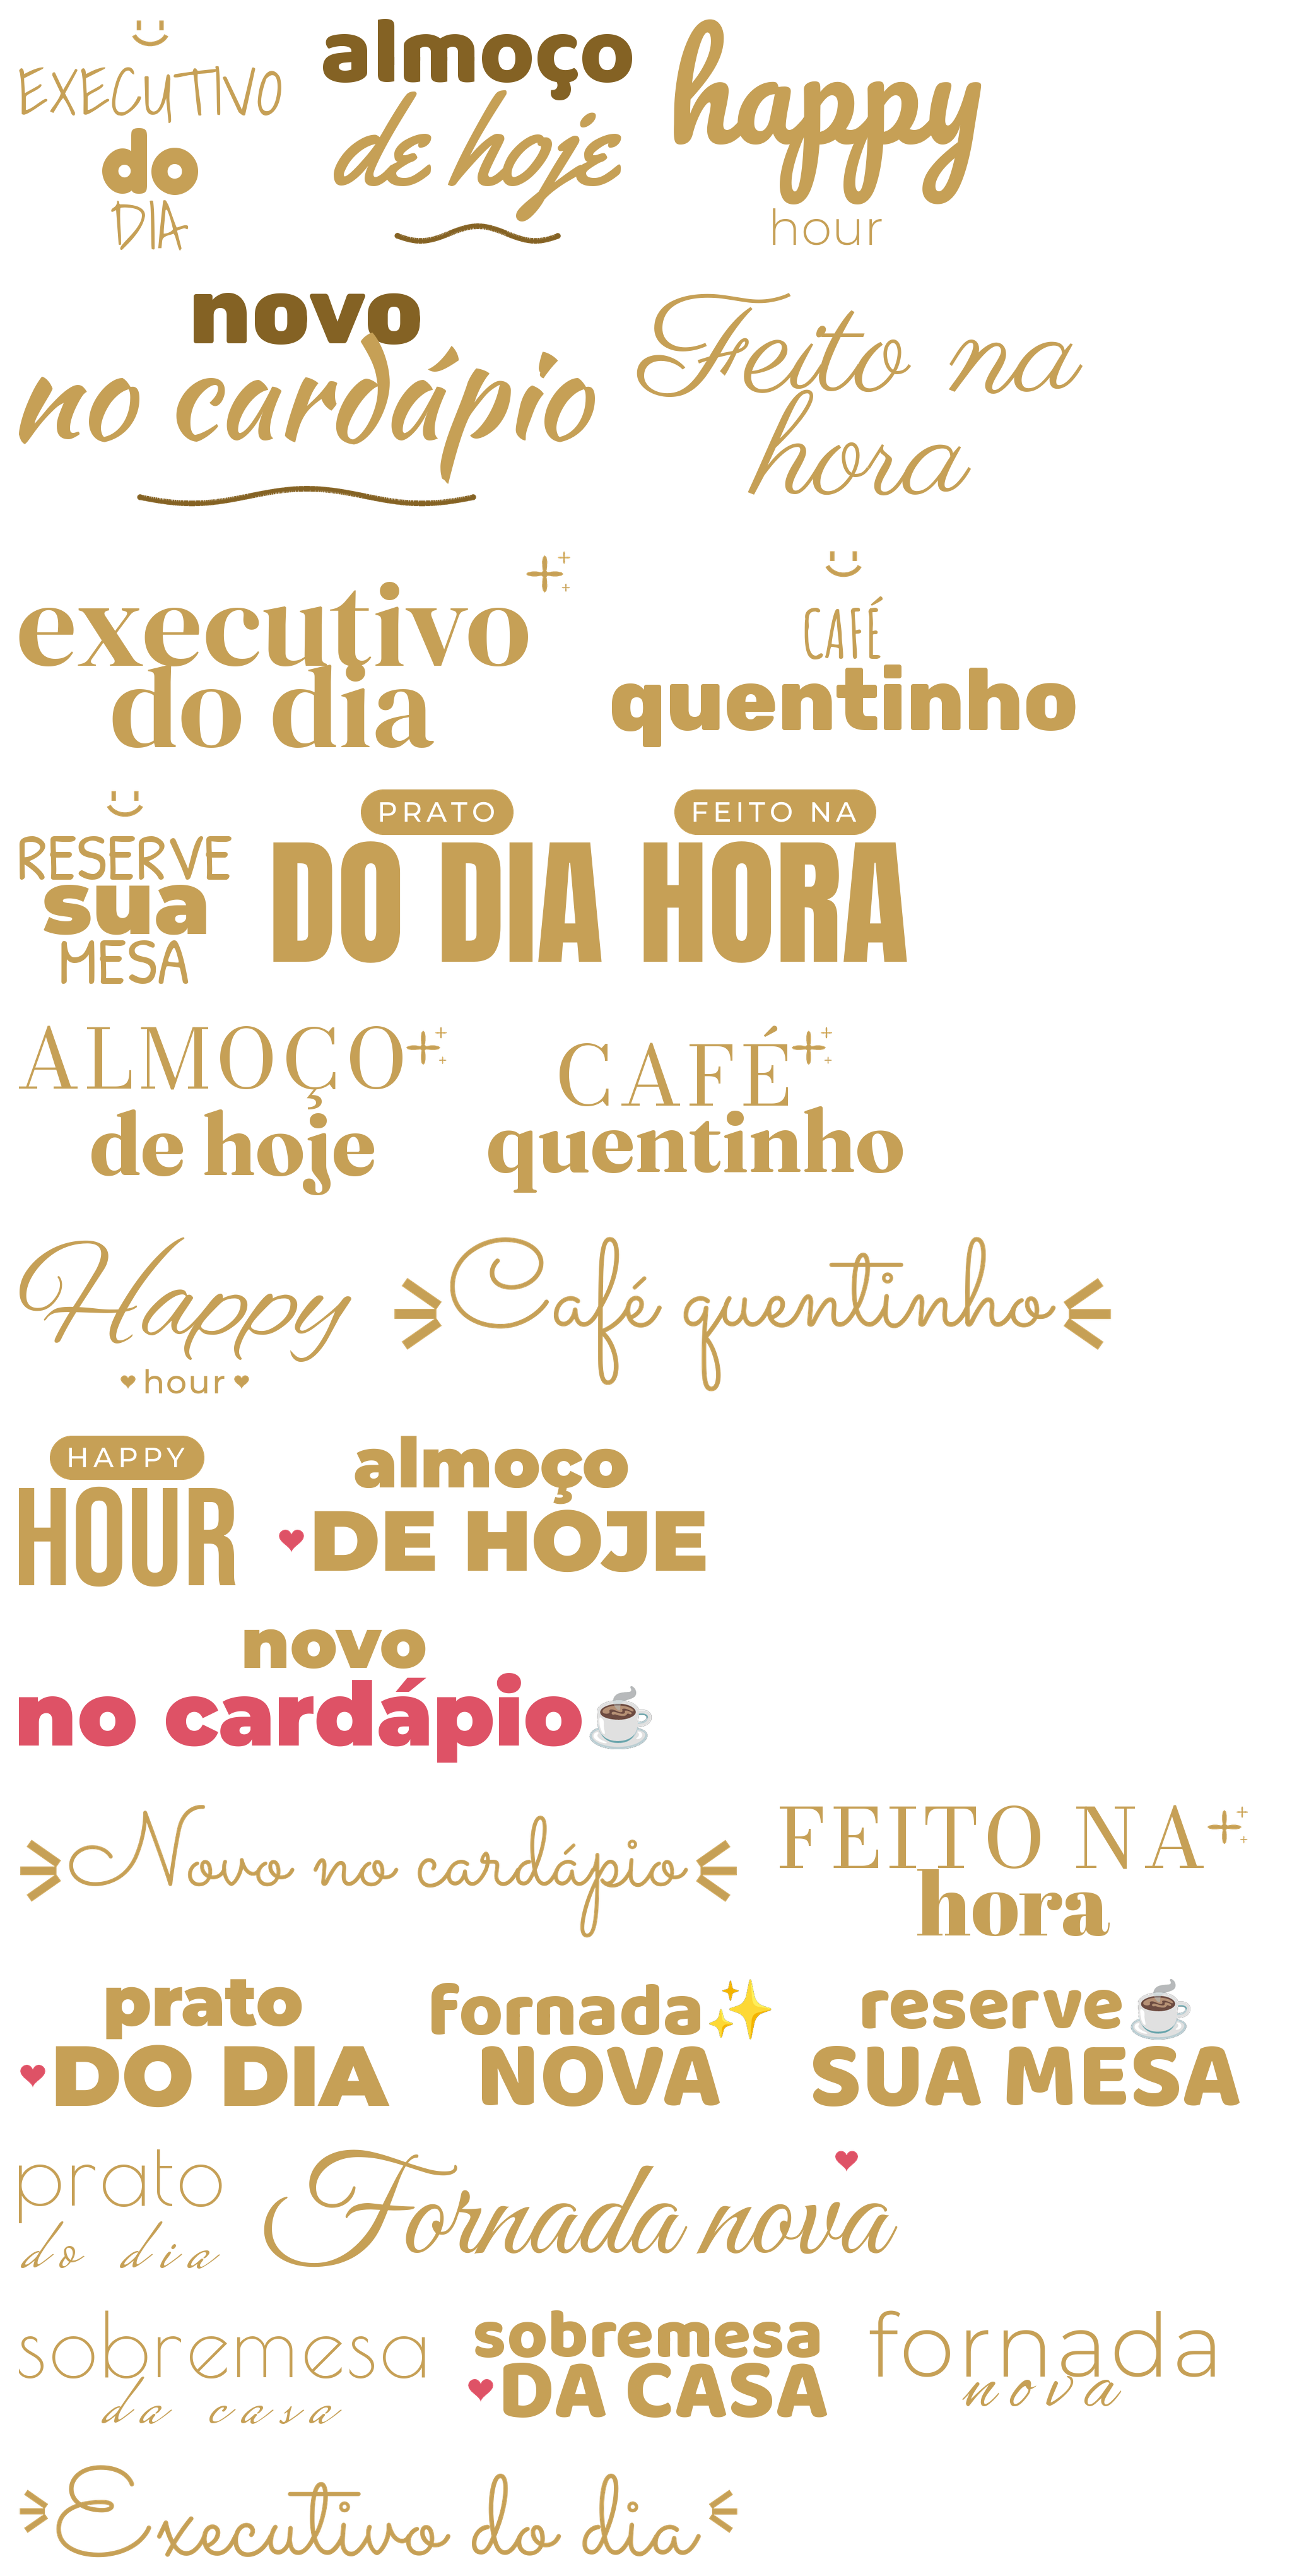 EXECUTIVO
do
DIA
almoço
de hoje
happy
hour
novo
no cardápio
Feito na
hora
executivo
do dia
CAFÉ
quentinho
RESERVE
sua
MESA
PRATO
DO DIA
FEITO NA
HORA
ALMOÇO
de hoje
CAFÉ
quentinho
Happy
hour
Café quentinho
HAPPY
HOUR
almoço
DE HOJE
novo
no cardápio
Novo no cardápio
FEITO NA
hora
prato
DO DIA
fornada
NOVA
reserve
SUA MESA
prato
do dia
Fornada nova
sobremesa
da casa
sobremesa
DA CASA
fornada
nova
Executivo do dia